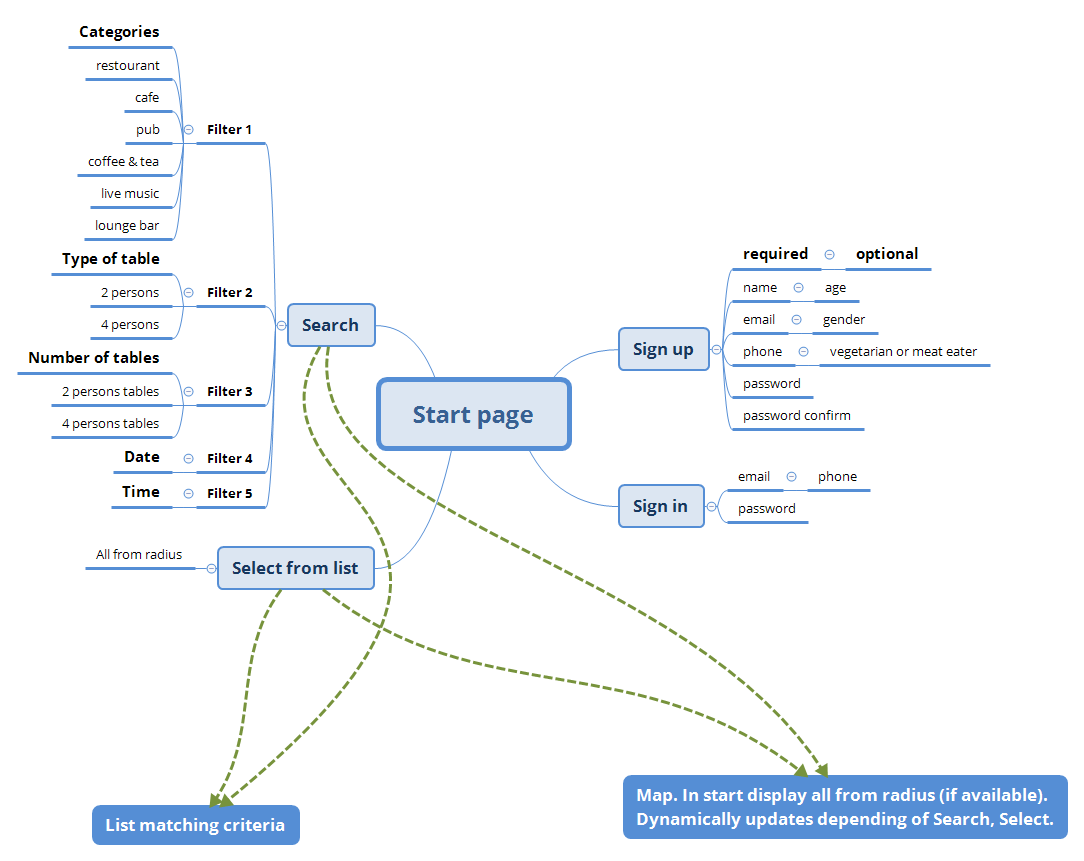 Categories
restourant
cafe
pub
coffee & tea
live music
lounge bar
Filter 1
Type of table
2 persons
4 persons
Filter 2
Number of tables
2 persons tables
4 persons tables
Filter 3
Date
Filter 4
Time
Filter 5
Search
All from radius
Select from list
Start page
Sign up
required
optional
name
age
email
gender
phone
vegetarian or meat eater
password
password confirm
Sign in
email
phone
password
List matching criteria
Map. In start display all from radius (if available).
Dynamically updates depending of Search, Select.